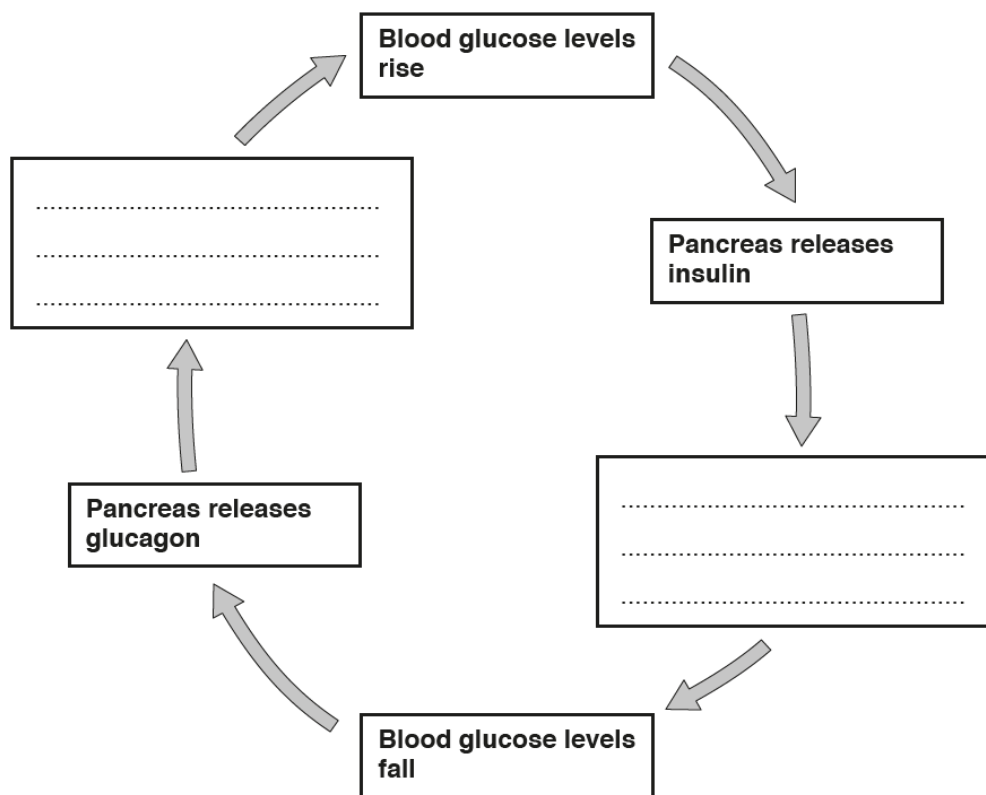 Blood glucose levels
rise
Pancreas releases
insulin
Pancreas releases
glucagon
Blood glucose levels
fall